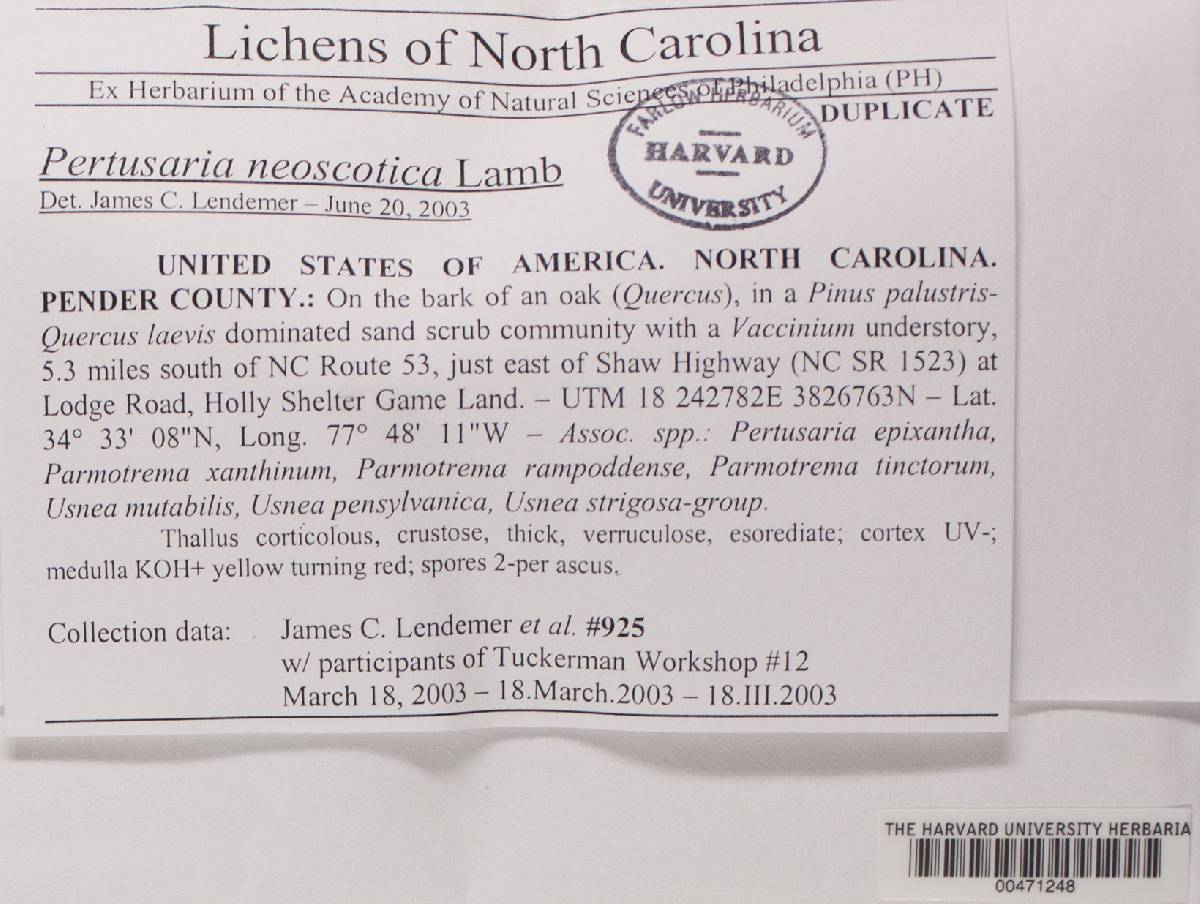 Lichens of North Carolina
Ex Herbarium of the Academy of Natural Sciences of Philadelphia (PH)
DUPLICATE
FARLOW HERBARIUM
HARVARD
UNIVERSITY
Pertusaria neoscotica Lamb
Det. James C. Lendemer – June 20, 2003
UNITED STATES OF AMERICA. NORTH CAROLINA.
PENDER COUNTY.: On the bark of an oak (Quercus), in a Pinus palustris-
Quercus laevis dominated sand scrub community with a Vaccinium understory,
5.3 miles south of NC Route 53, just east of Shaw Highway (NC SR 1523) at
Lodge Road, Holly Shelter Game Land. – UTM 18 242782E 3826763N – Lat.
34° 33' 08"N, Long. 77° 48' 11"W – Assoc. spp.: Pertusaria epixantha,
Parmotrema xanthinum, Parmotrema rampoddense, Parmotrema tinctorum,
Usnea mutabilis, Usnea pensylvanica, Usnea strigosa-group.
Thallus corticolous, crustose, thick, verruculose, esorediate; cortex UV-;
medulla KOH+ yellow turning red; spores 2-per ascus.
Collection data: James C. Lendemer et al. #925
w/ participants of Tuckerman Workshop #12
March 18, 2003 – 18.March.2003 – 18.III.2003
THE HARVARD UNIVERSITY HERBARIA
00471248